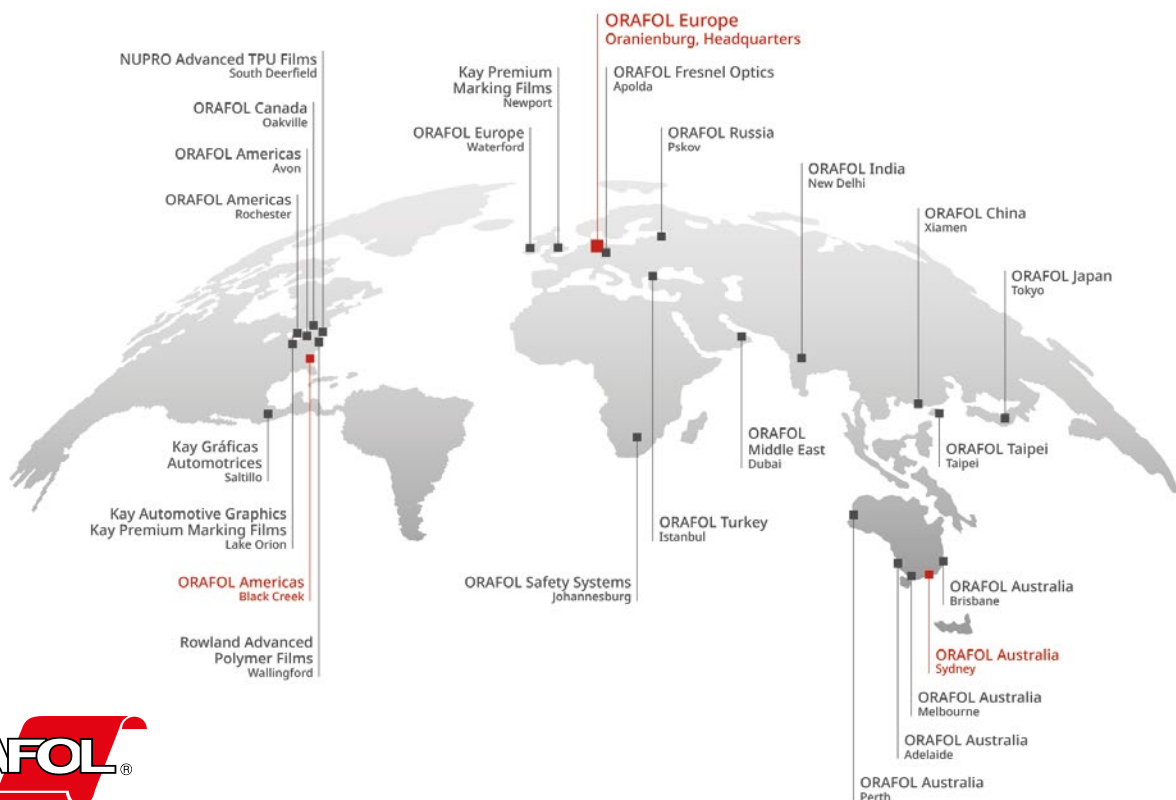 ORAFOL Europe
Oranienburg, Headquarters
NUPRO Advanced TPU Films
South Deerfield
Kay Premium
Marking Films
Newport
ORAFOL Fresnel Optics
Apolda
ORAFOL Canada
Oakville
ORAFOL Europe
Waterford
ORAFOL Russia
Pskov
ORAFOL Americas
Avon
ORAFOL India
New Delhi
ORAFOL Americas
Rochester
ORAFOL China
Xiamen
ORAFOL Japan
Tokyo
Kay Gráficas
Automotrices
Saltillo
ORAFOL
Middle East
Dubai
ORAFOL Taipei
Taipei
Kay Automotive Graphics
Kay Premium Marking Films
Lake Orion
ORAFOL Turkey
Istanbul
ORAFOL Americas
Black Creek
ORAFOL Safety Systems
Johannesburg
ORAFOL Australia
Brisbane
Rowland Advanced
Polymer Films
Wallingford
ORAFOL Australia
Sydney
ORAFOL Australia
Melbourne
ORAFOL Australia
Adelaide
AFOL®
ORAFOL Australia
Perth